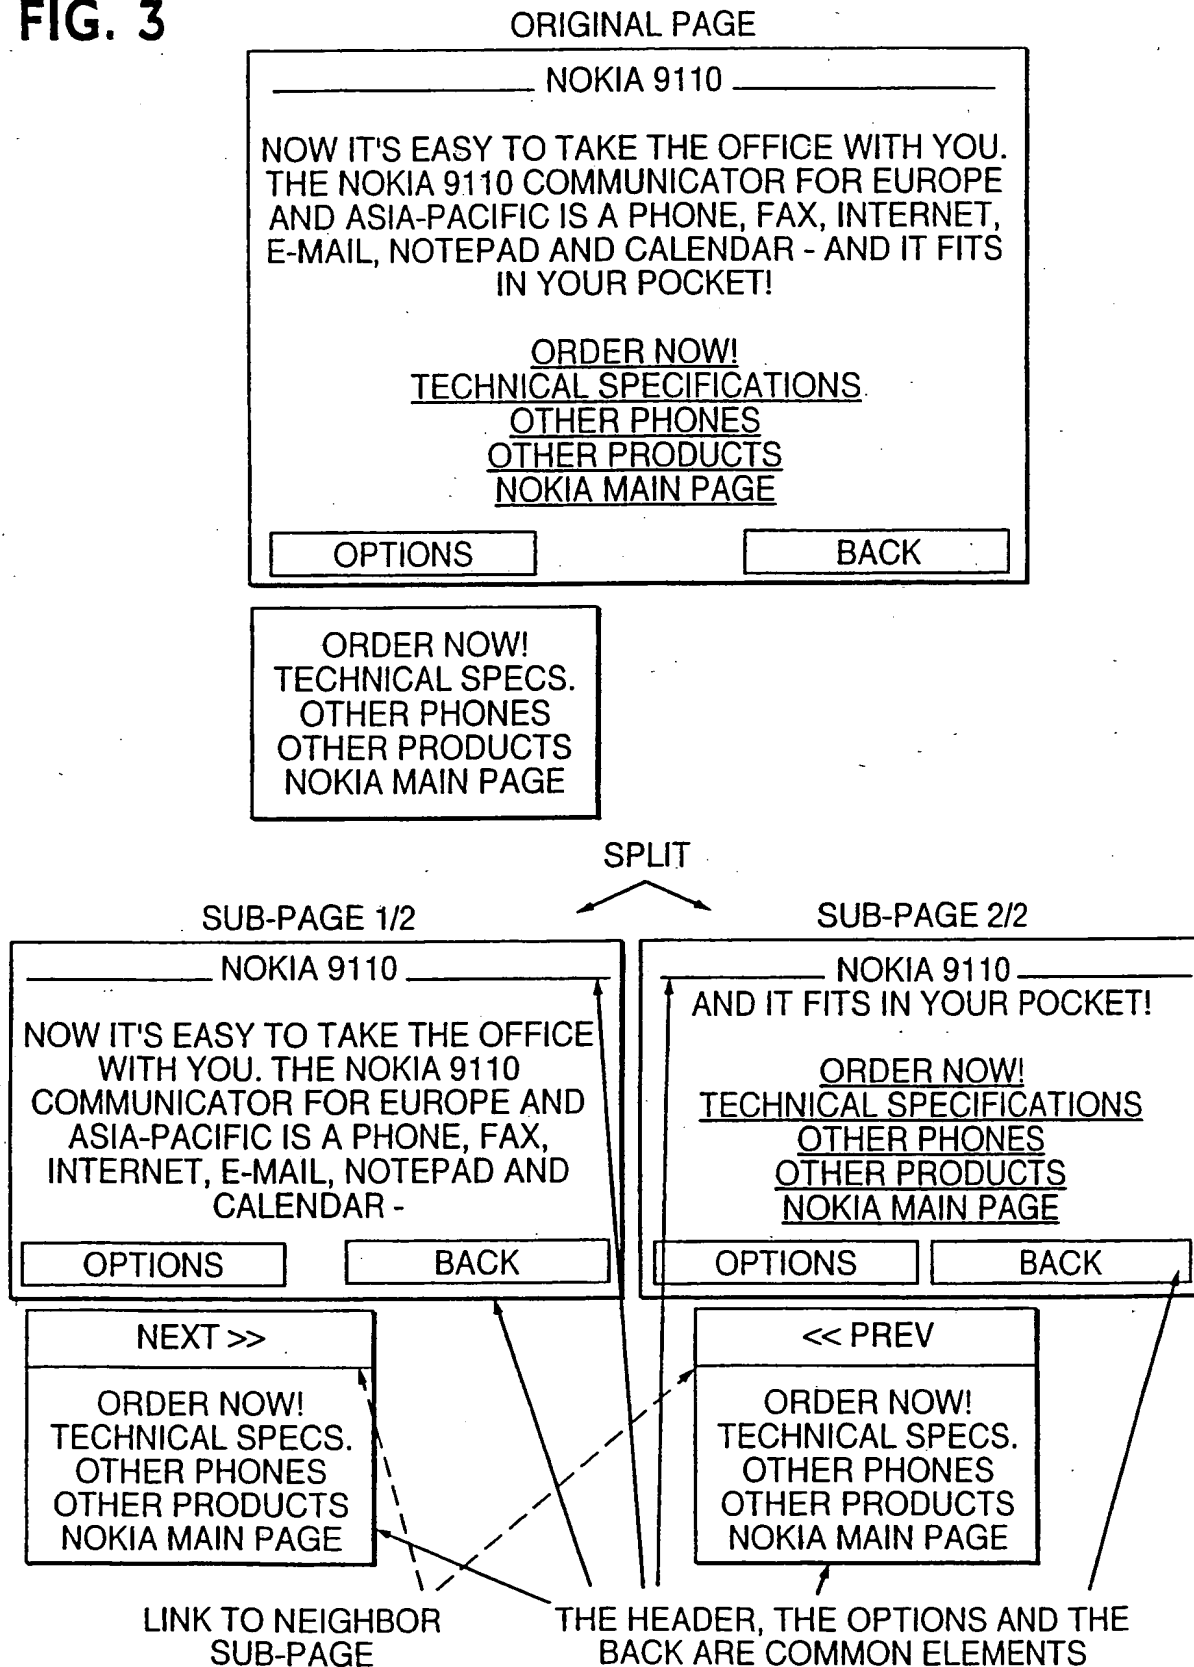 FIG. 3
ORIGINAL PAGE
NOKIA 9110
NOW IT'S EASY TO TAKE THE OFFICE WITH YOU.
THE NOKIA 9110 COMMUNICATOR FOR EUROPE
AND ASIA-PACIFIC IS A PHONE, FAX, INTERNET,
E-MAIL, NOTEPAD AND CALENDAR - AND IT FITS
IN YOUR POCKET!
ORDER NOW!
TECHNICAL SPECIFICATIONS
OTHER PHONES
OTHER PRODUCTS
NOKIA MAIN PAGE
OPTIONS
BACK
ORDER NOW!
TECHNICAL SPECS.
OTHER PHONES
OTHER PRODUCTS
NOKIA MAIN PAGE
SPLIT
SUB-PAGE 1/2
NOKIA 9110
NOW IT'S EASY TO TAKE THE OFFICE
WITH YOU. THE NOKIA 9110
COMMUNICATOR FOR EUROPE AND
ASIA-PACIFIC IS A PHONE, FAX,
INTERNET, E-MAIL, NOTEPAD AND
CALENDAR -
OPTIONS
BACK
NEXT >>
ORDER NOW!
TECHNICAL SPECS.
OTHER PHONES
OTHER PRODUCTS
NOKIA MAIN PAGE
SUB-PAGE 2/2
NOKIA 9110
AND IT FITS IN YOUR POCKET!
ORDER NOW!
TECHNICAL SPECIFICATIONS
OTHER PHONES
OTHER PRODUCTS
NOKIA MAIN PAGE
OPTIONS
BACK
<< PREV
ORDER NOW!
TECHNICAL SPECS.
OTHER PHONES
OTHER PRODUCTS
NOKIA MAIN PAGE
LINK TO NEIGHBOR
SUB-PAGE
THE HEADER, THE OPTIONS AND THE
BACK ARE COMMON ELEMENTS